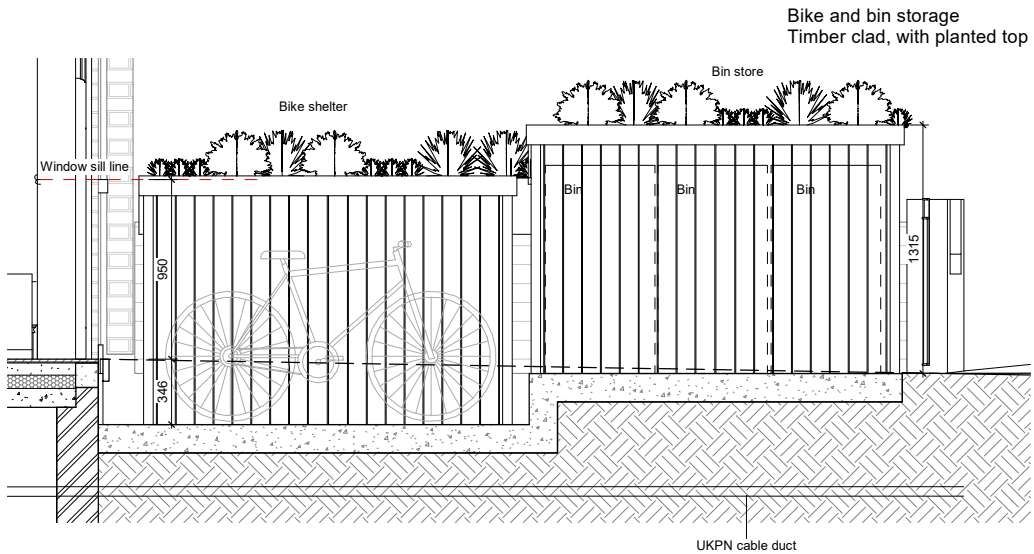 Bike and bin storage
Timber clad, with planted top
Bin store
Bike shelter
Window sill line
Bin
Bin
Bin
950
1315
346
UKPN cable duct